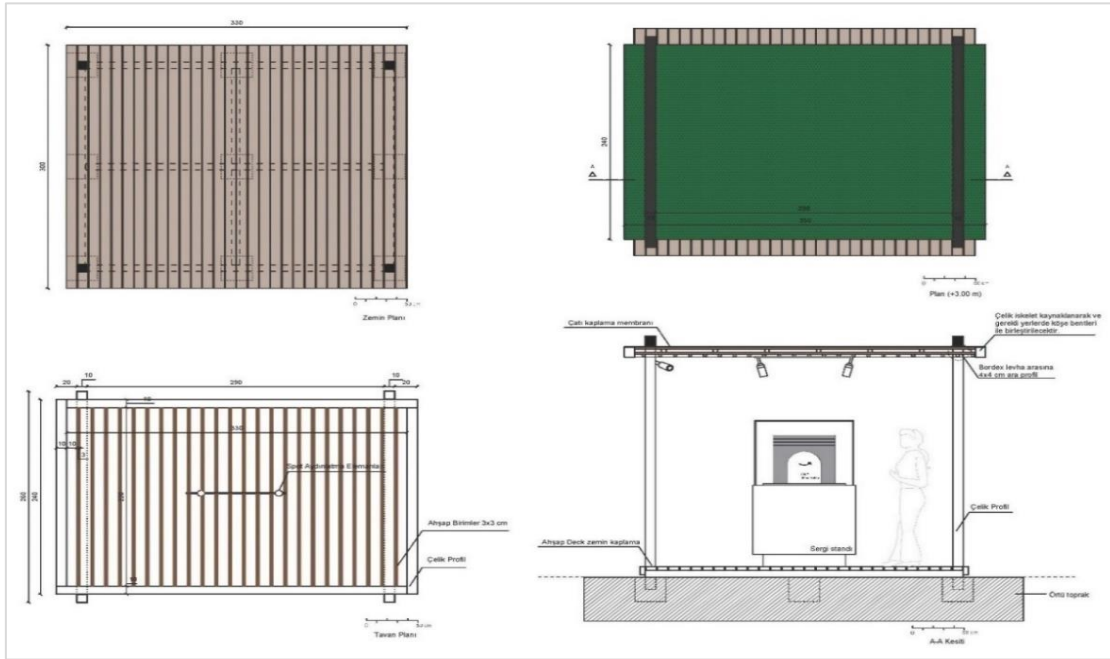 330
300
Zemin Planı
240
A
A
Plan (+3.00 m)
10
10
20
290
20
330
10 10
240
Spot Aydınlatma Elemanla
Ahşap Birimler 3x3 cm
Çelik Profil
Tavan Planı
Çatı kaplama membranı
Çelik iskelet kaynaklanarak ve
gerekli yerlerde köşe bentleri
ile birleştirilecektir.
Bordex levha arasına
4x4 cm ara profil
Çelik Profil
Ahşap Deck zemin kaplama
Sergi standı
Örtü toprak
A-A Kesiti